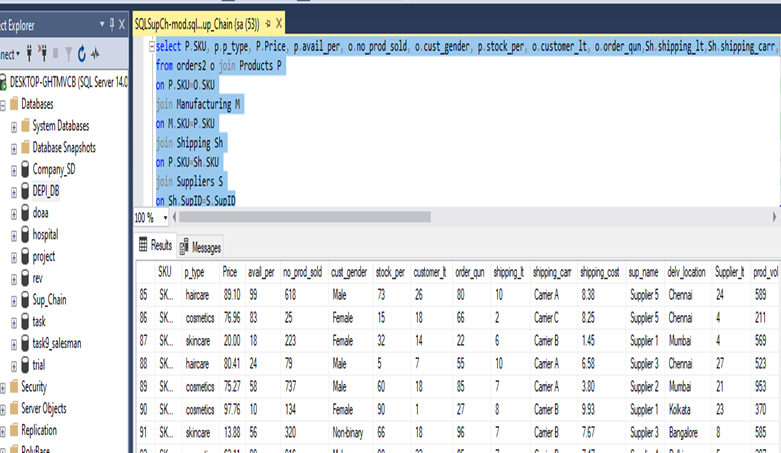 ect Explorer
SQLSupCh-mod.sql...up_Chain (sa (53))
nect
DESKTOP-GHTMVCB (SQL Server 14.0
Databases
System Databases
Database Snapshots
Company_SD
DEPI_DB
doaa
hospital
project
rev
Sup_Chain
task
task9_salesman
trial
Security
Server Objects
Replication
PolyBase
select P.SKU, p.p_type, P.Price, p.avail_per, o.no_prod_sold, o.cust_gender, p.stock_per, o.customer_lt, o.order_qun,Sh.shipping_lt,Sh.shipping_carr,
from orders2 o join Products P
on P.SKU=O.SKU
join Manufacturing M
on M.SKU=P.SKU
join Shipping Sh
on P.SKU=Sh.SKU
join Suppliers S
on Sh.SupID=S.SupID
100 %
Results Messages
SKU p_type Price avail_per no_prod_sold cust_gender stock_per customer_lt order_qun shipping_lt shipping_carr shipping_cost sup_name delv_location Supplier_lt prod_vol
85 SK... haircare 89.10 99 618 Male 73 26 80 10 Carrier A 8.38 Supplier 5 Chennai 24 589
86 SK... cosmetics 76.96 83 25 Female 15 18 66 2 Carrier C 8.25 Supplier 5 Chennai 4 211
87 SK... skincare 20.00 18 223 Female 32 14 22 6 Carrier B 1.45 Supplier 1 Mumbai 4 569
88 SK... haircare 80.41 24 79 Male 5 7 55 10 Carrier A 6.58 Supplier 3 Chennai 27 523
89 SK... cosmetics 75.27 58 737 Male 60 18 85 7 Carrier A 3.80 Supplier 2 Mumbai 21 953
90 SK... cosmetics 97.76 10 134 Female 90 1 27 8 Carrier B 9.93 Supplier 1 Kolkata 23 370
91 SK... skincare 13.88 56 320 Non-binary 66 18 96 7 Carrier B 7.67 Supplier 3 Bangalore 8 585